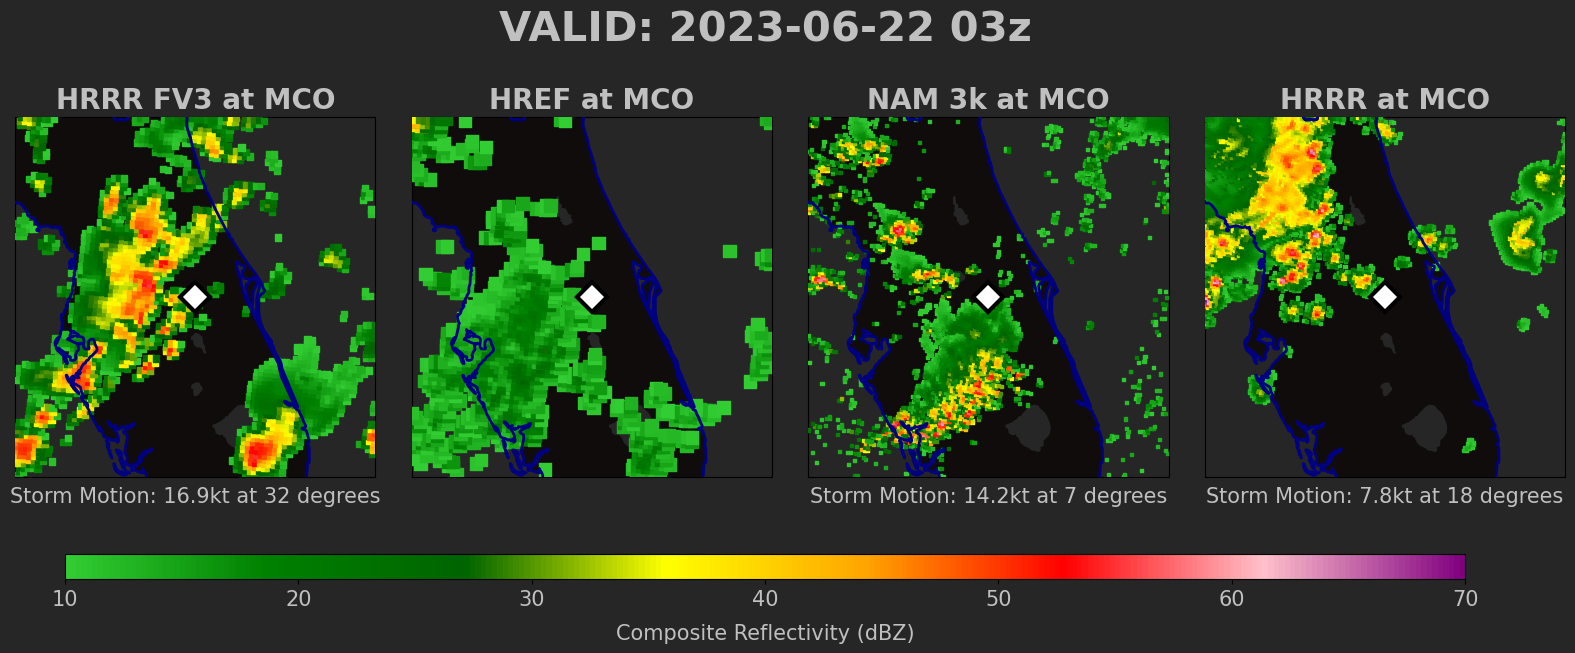 VALID: 2023-06-22 03z
HRRR FV3 at MCO
HREF at MCO
NAM 3k at MCO
HRRR at MCO
Storm Motion: 16.9kt at 32 degrees
Storm Motion: 14.2kt at 7 degrees
Storm Motion: 7.8kt at 18 degrees
10 20 30 40 50 60 70
Composite Reflectivity (dBZ)